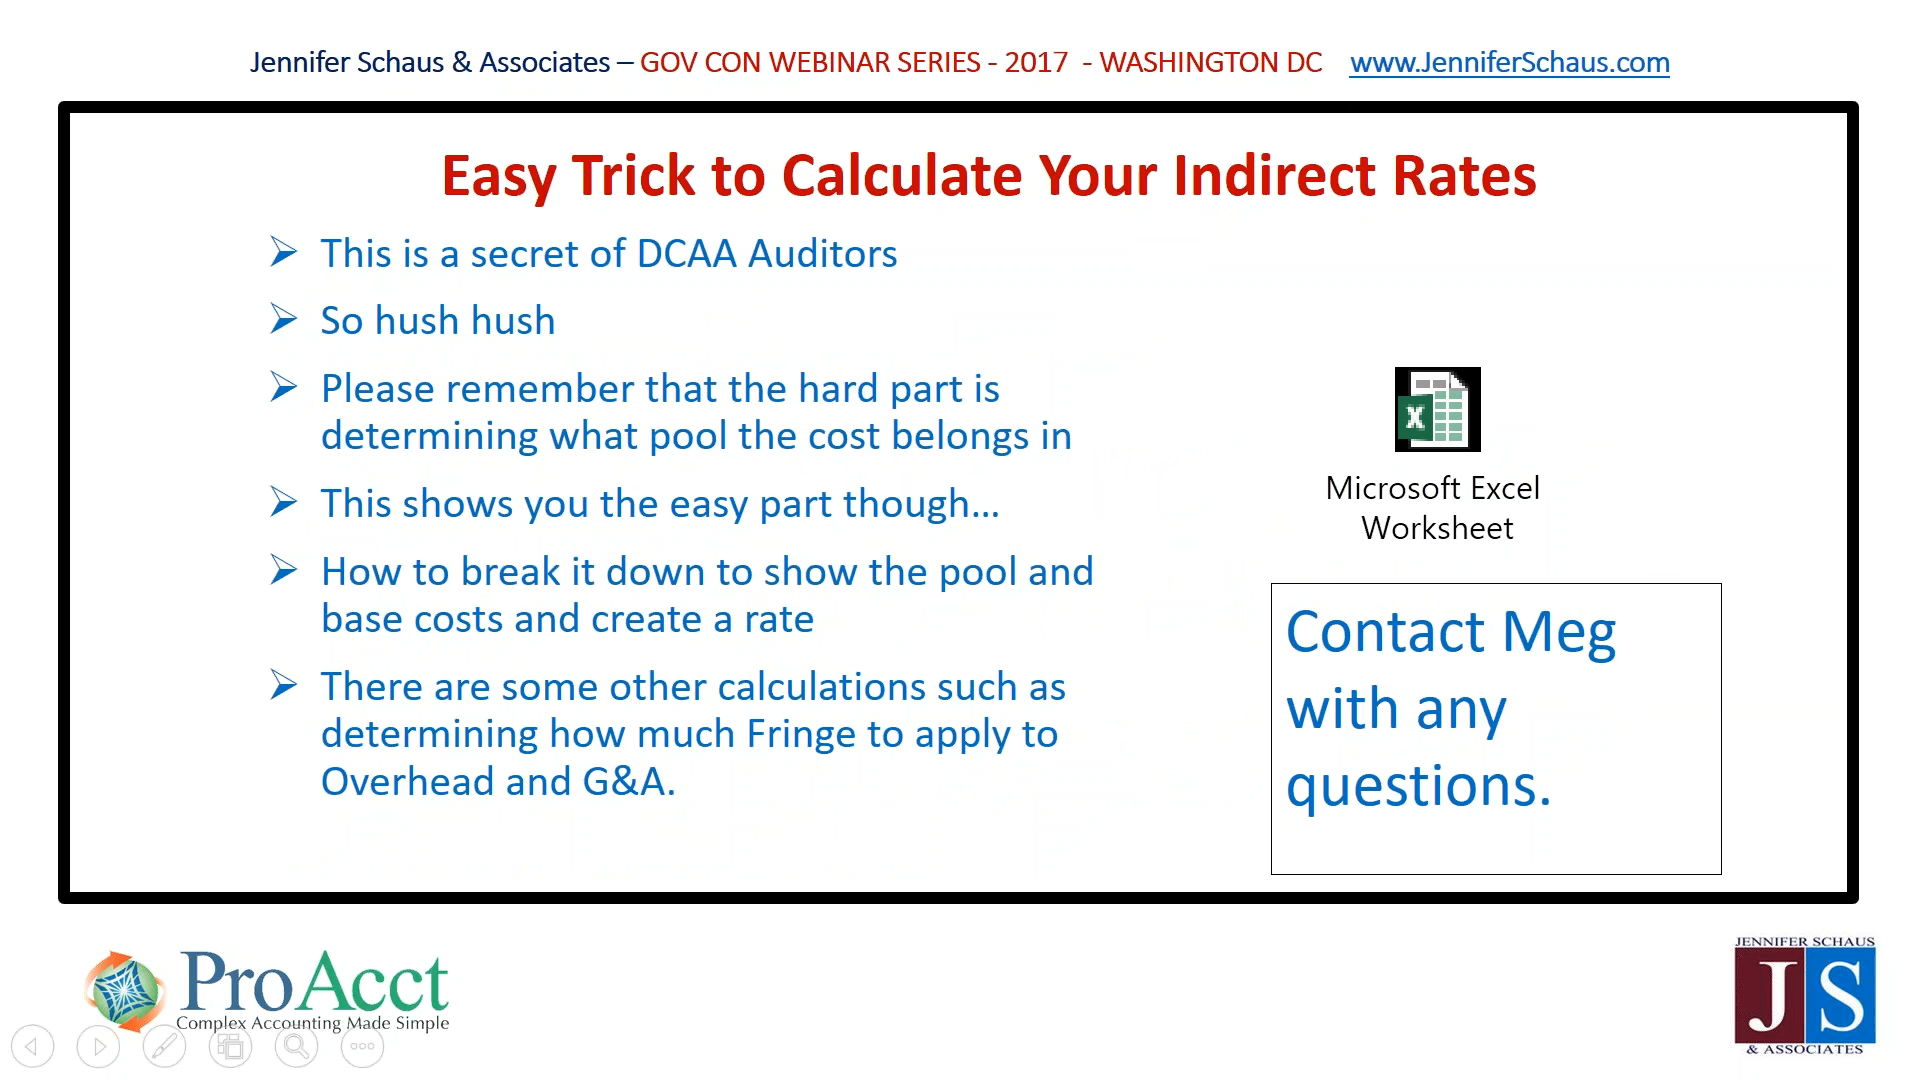 Jennifer Schaus & Associates – GOV CON WEBINAR SERIES - 2017 - WASHINGTON DC www.JenniferSchaus.com
Easy Trick to Calculate Your Indirect Rates
This is a secret of DCAA Auditors
So hush hush
Please remember that the hard part is
determining what pool the cost belongs in
This shows you the easy part though...
How to break it down to show the pool and
base costs and create a rate
There are some other calculations such as
determining how much Fringe to apply to
Overhead and G&A.
X
Microsoft Excel
Worksheet
Contact Meg
with any
questions.
ProAcct
Complex Accounting Made Simple
JENNIFER SCHAUS
JS
& ASSOCIATES